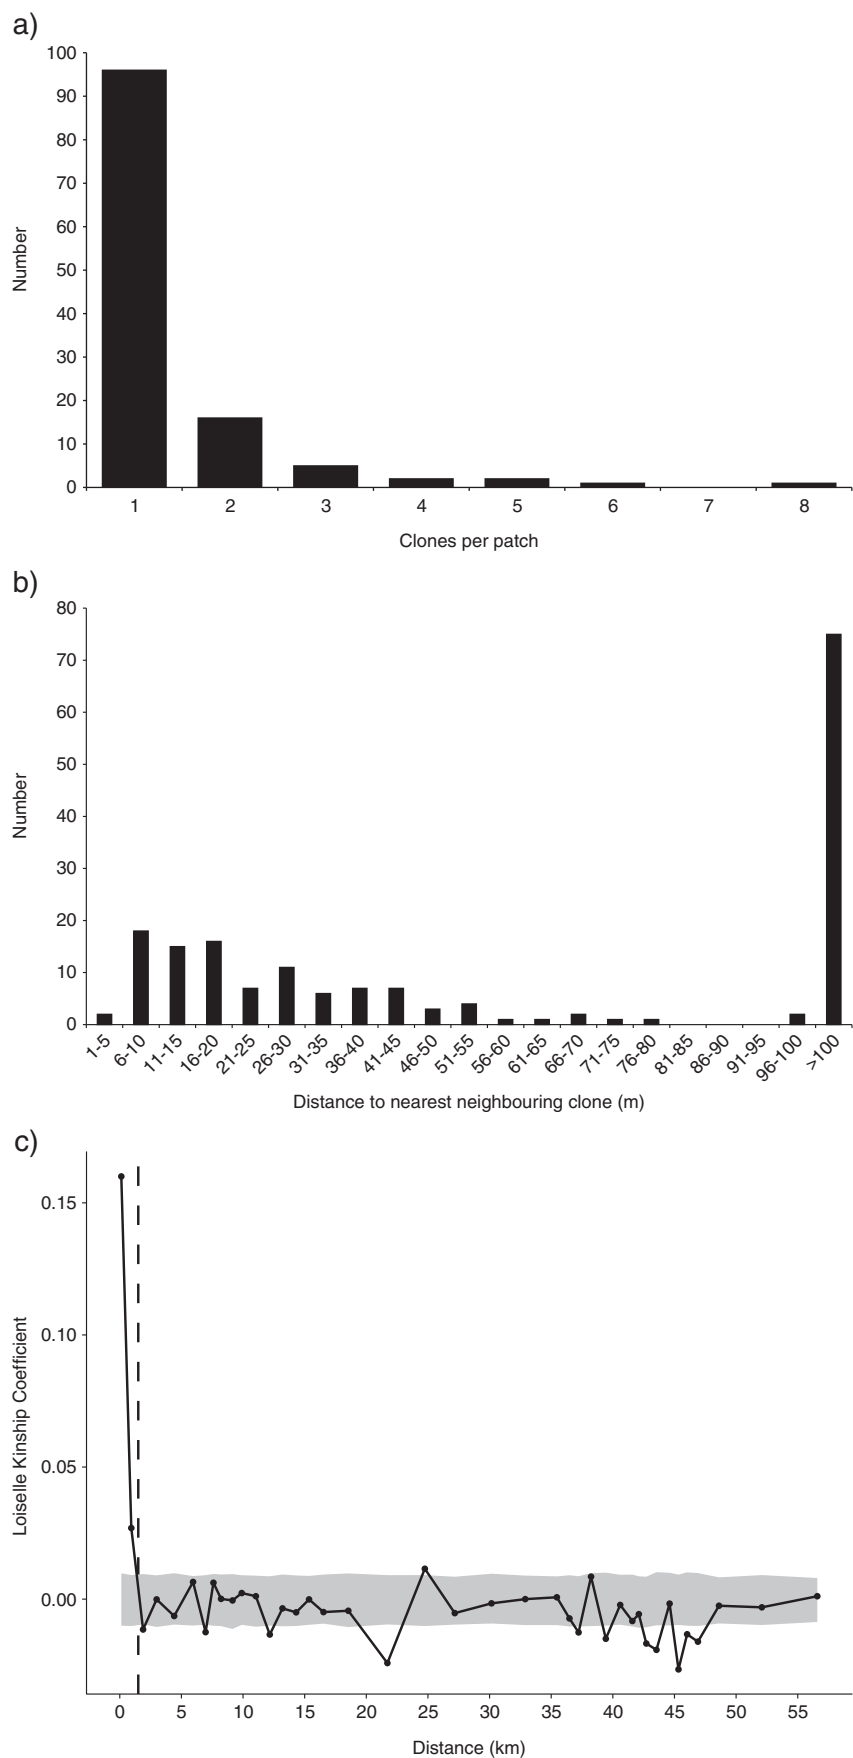 a)
100
90
80
70
60
50
40
30
20
10
0
Number
1 2 3 4 5 6 7 8
Clones per patch
b)
80
70
60
50
40
30
20
10
0
Number
1-5 6-10 11-15 16-20 21-25 26-30 31-35 36-40 41-45 46-50 51-55 56-60 61-65 66-70 71-75 76-80 81-85 86-90 91-95 96-100 >100
Distance to nearest neighbouring clone (m)
c)
0.15
0.10
0.05
0.00
Loiselle Kinship Coefficient
0 5 10 15 20 25 30 35 40 45 50 55
Distance (km)